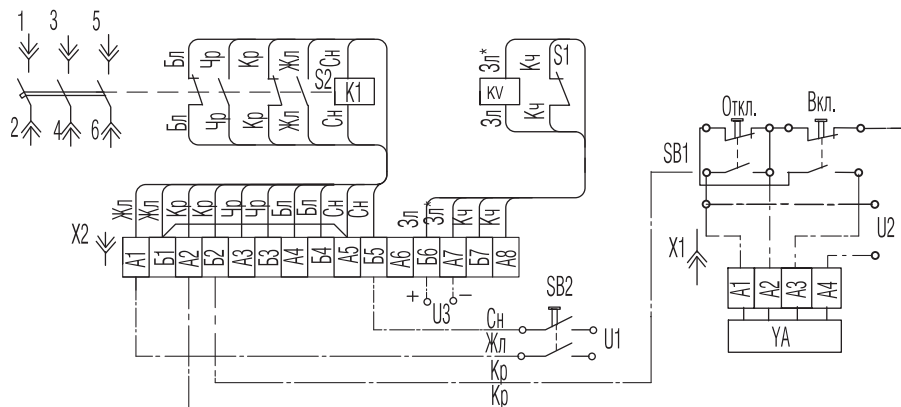 1 3 5
2 4 6
Бл Чр Кр Жл S2 К1 Сн
Бл Чр Кр Жл Сн
Зл* KV Кч S1
Зл Кч
Откл. Вкл.
SB1
U2
X1
А1 А2 А3 А4
YA
Жл Жл Кр Кр Чр Чр Бл Бл Сн Сн Зл Зл* Кч Кч
X2
А1 Б1 А2 Б2 А3 Б3 А4 Б4 А5 Б5 А6 Б6 А7 Б7 А8
+ U3 −
SB2
Сн
U1
Жл
Кр
Кр